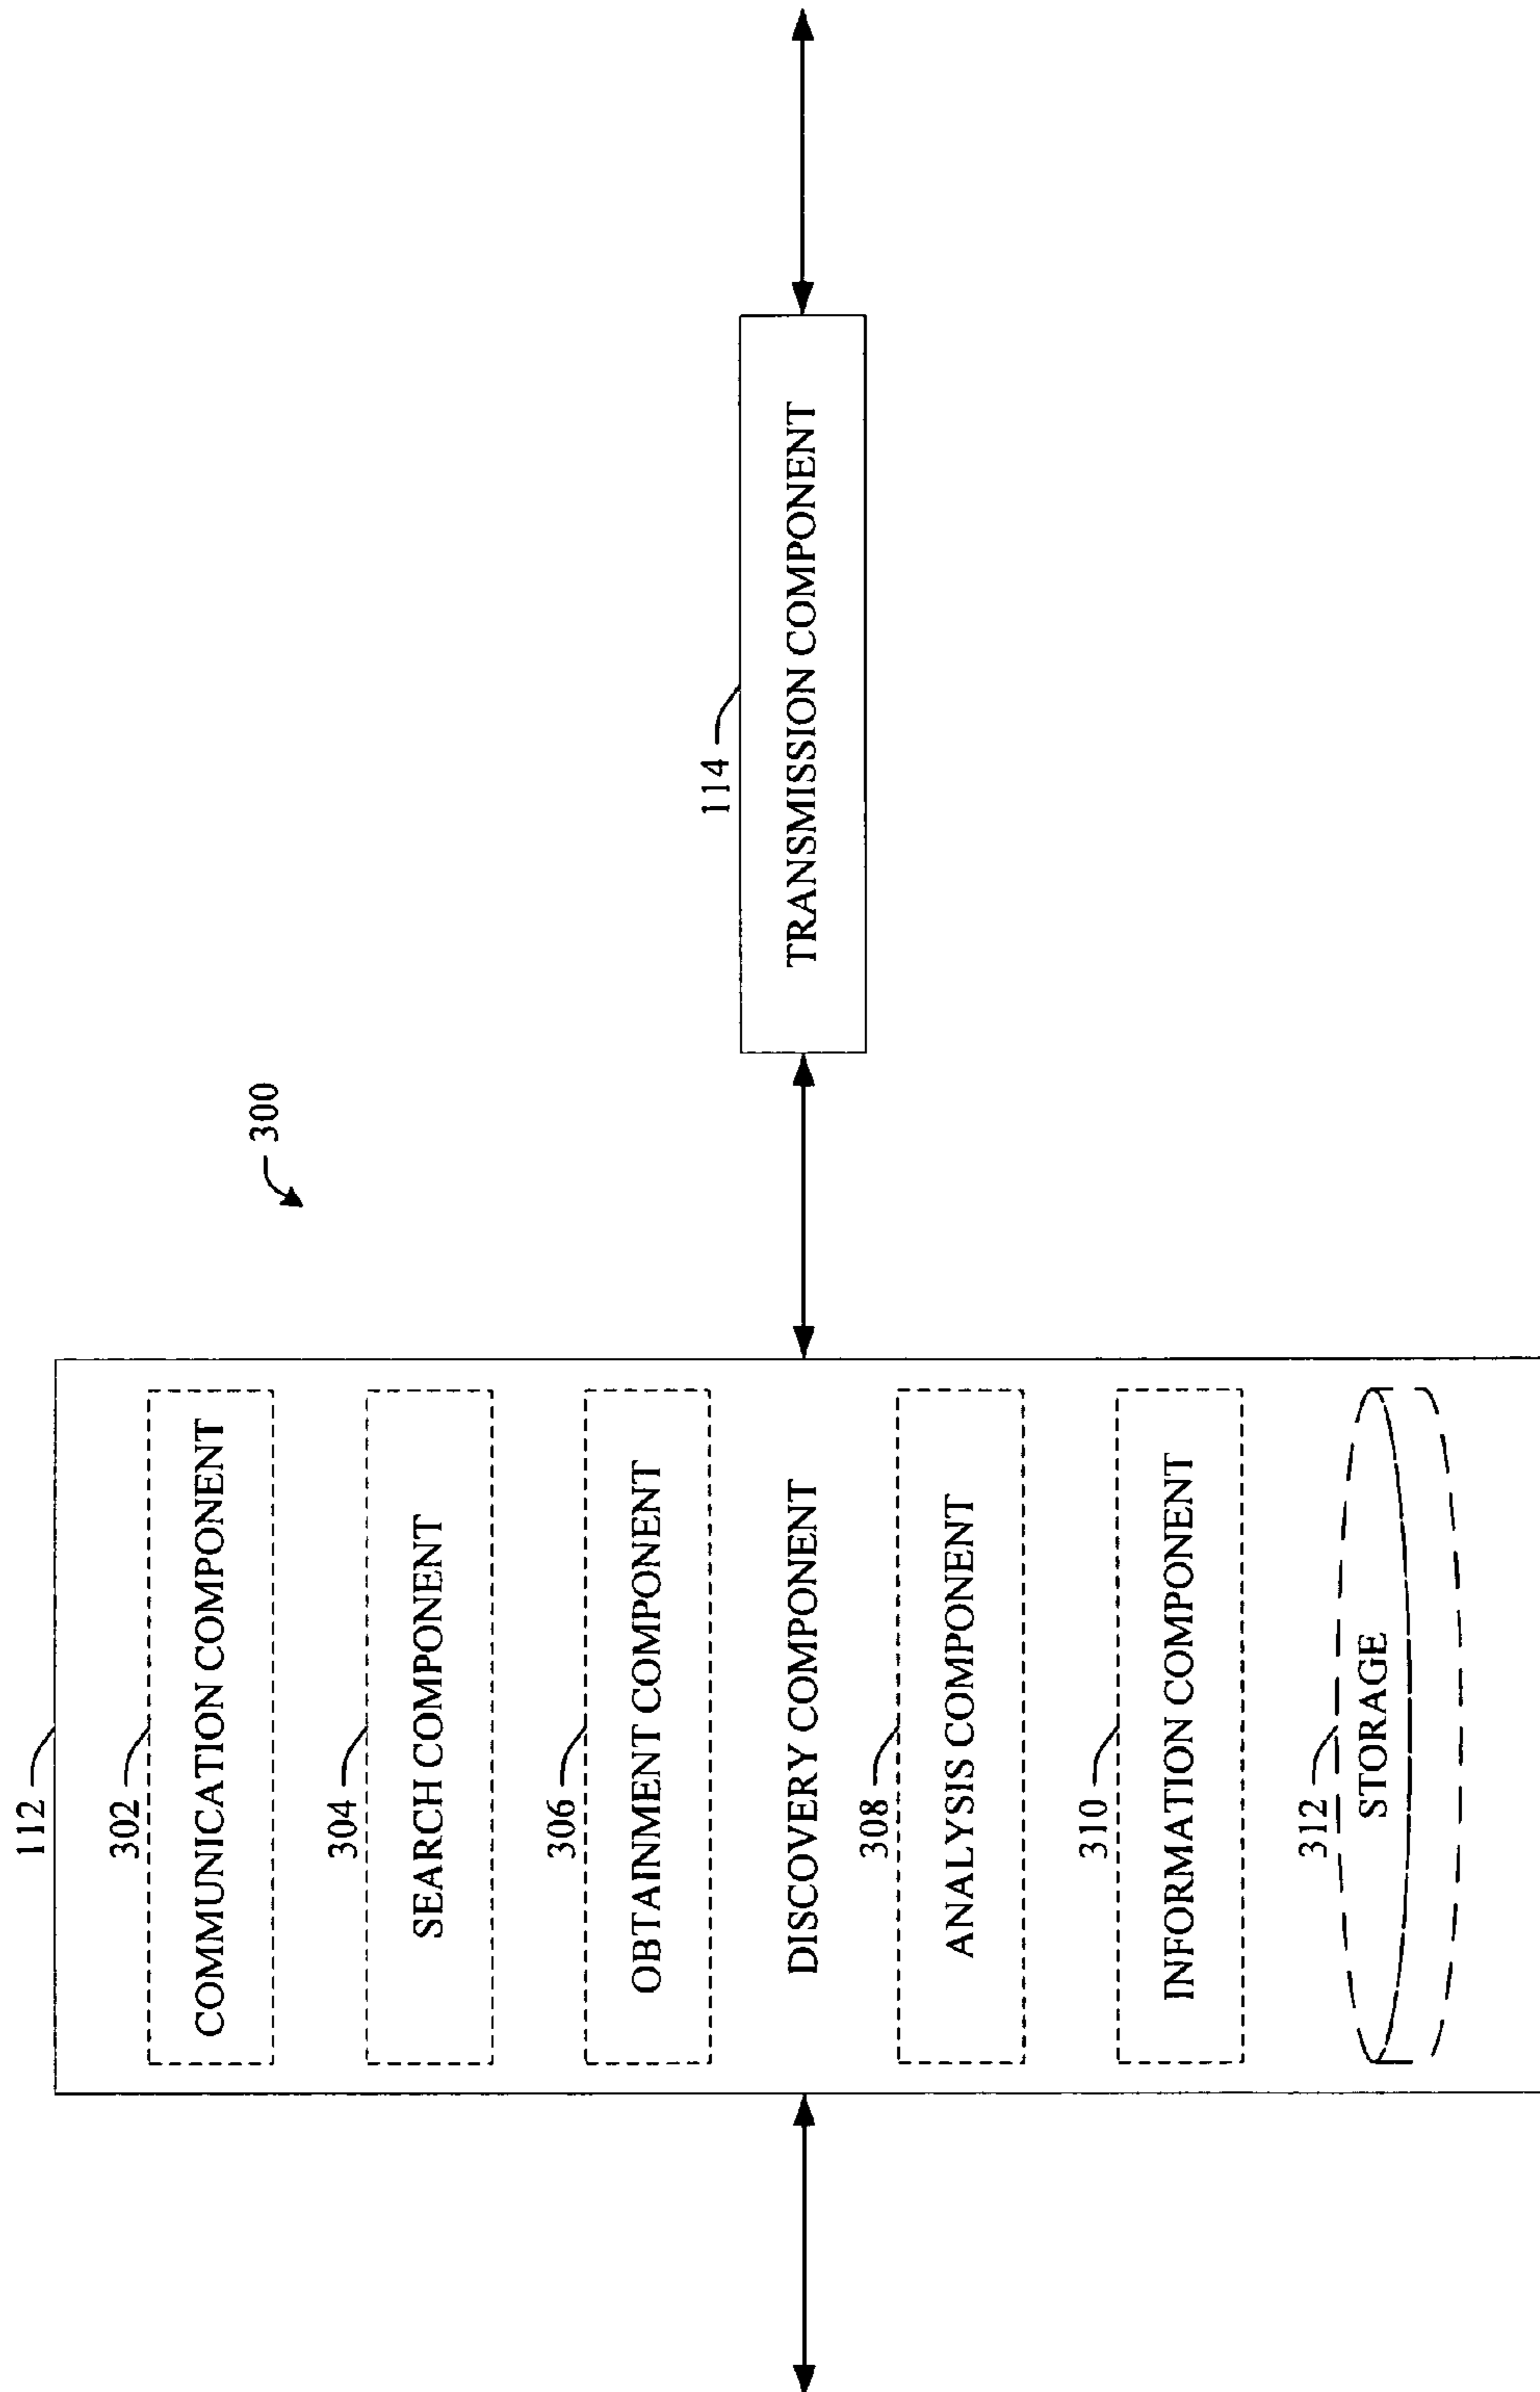 300
112
302
COMMUNICATION COMPONENT
304
SEARCH COMPONENT
306
OBTAINMENT COMPONENT
DISCOVERY COMPONENT
308
ANALYSIS COMPONENT
310
INFORMATION COMPONENT
312
STORAGE
114
TRANSMISSION COMPONENT